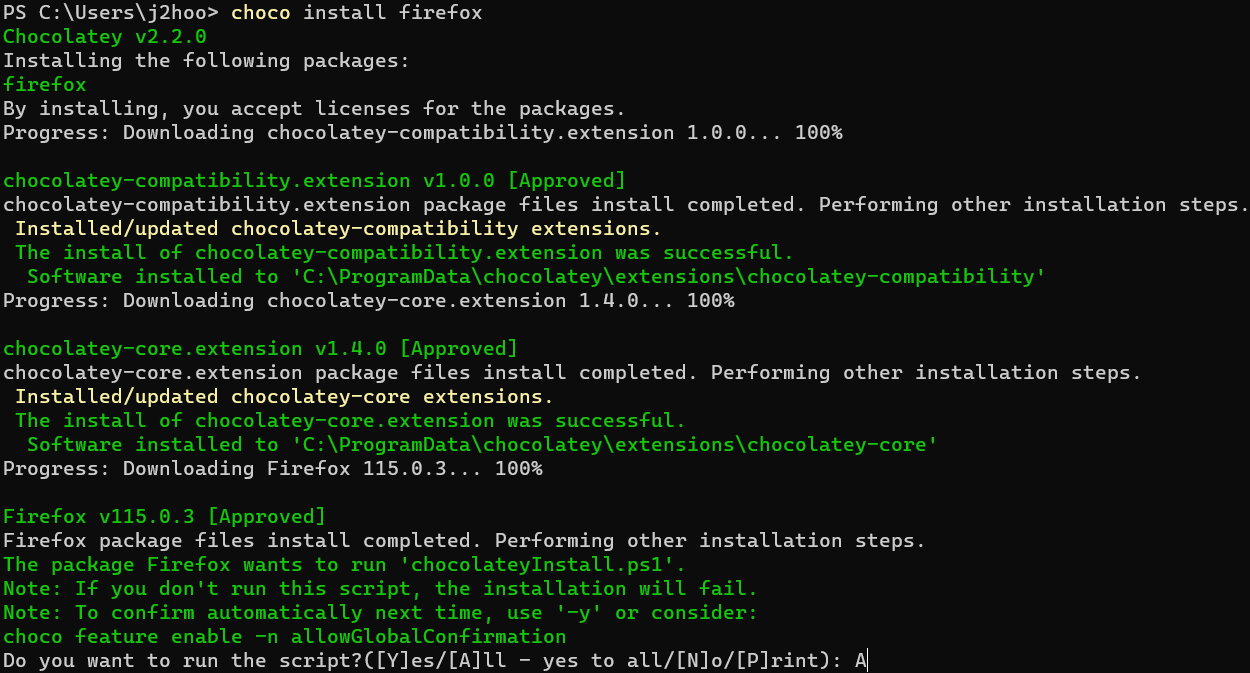 PS C:\Users\j2hoo> choco install firefox
Chocolatey v2.2.0
Installing the following packages:
firefox
By installing, you accept licenses for the packages.
Progress: Downloading chocolatey-compatibility.extension 1.0.0... 100%
chocolatey-compatibility.extension v1.0.0 [Approved]
chocolatey-compatibility.extension package files install completed. Performing other installation steps.
 Installed/updated chocolatey-compatibility extensions.
 The install of chocolatey-compatibility.extension was successful.
  Software installed to 'C:\ProgramData\chocolatey\extensions\chocolatey-compatibility'
Progress: Downloading chocolatey-core.extension 1.4.0... 100%
chocolatey-core.extension v1.4.0 [Approved]
chocolatey-core.extension package files install completed. Performing other installation steps.
 Installed/updated chocolatey-core extensions.
 The install of chocolatey-core.extension was successful.
  Software installed to 'C:\ProgramData\chocolatey\extensions\chocolatey-core'
Progress: Downloading Firefox 115.0.3... 100%
Firefox v115.0.3 [Approved]
Firefox package files install completed. Performing other installation steps.
The package Firefox wants to run 'chocolateyInstall.ps1'.
Note: If you don't run this script, the installation will fail.
Note: To confirm automatically next time, use '-y' or consider:
choco feature enable -n allowGlobalConfirmation
Do you want to run the script?([Y]es/[A]ll - yes to all/[N]o/[P]rint): A